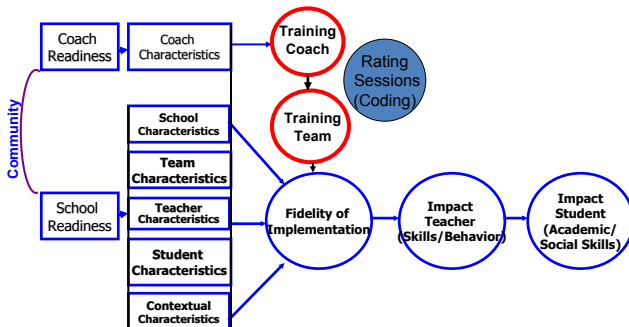 Coach
Readiness
Coach
Characteristics
Training
Coach
Rating
Sessions
(Coding)
Community
School
Characteristics
Training
Team
Team
Characteristics
School
Readiness
Teacher
Characteristics
Fidelity of
Implementation
Impact
Teacher
(Skills/Behavior)
Impact
Student
(Academic/
Social Skills)
Student
Characteristics
Contextual
Characteristics